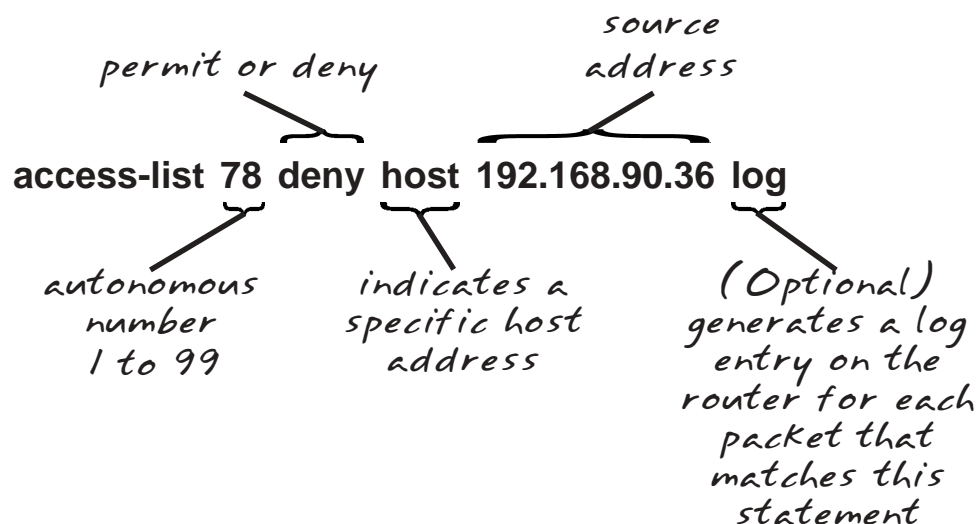 source
address
permit or deny
access-list 78 deny host 192.168.90.36 log
autonomous
number
1 to 99
indicates a
specific host
address
(Optional)
generates a log
entry on the
router for each
packet that
matches this
statement